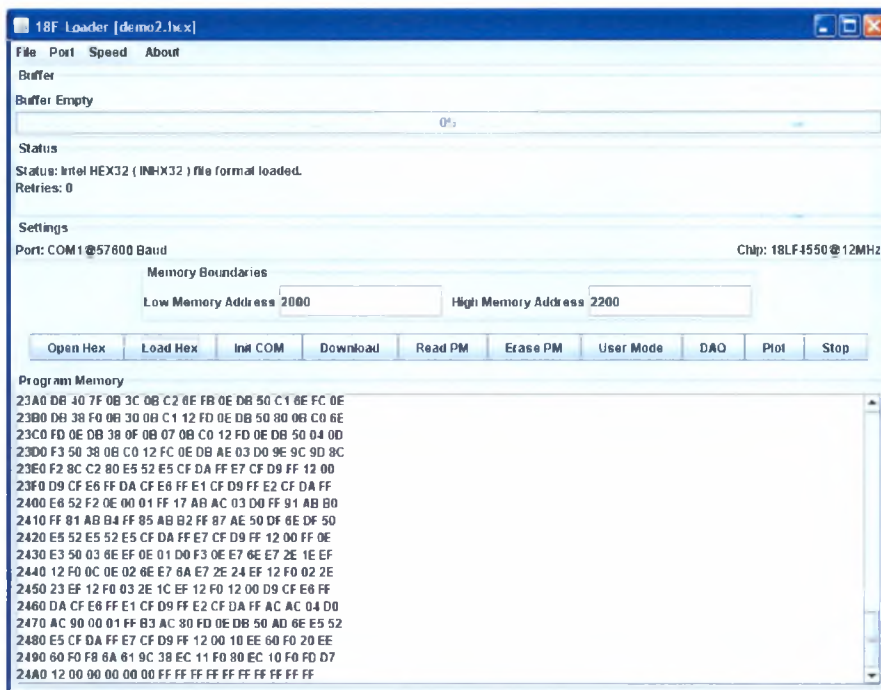 18F Loader [demo2.hex]
File Port Speed About
Buffer
Buffer Empty
0%
Status
Status: Intel HEX32 ( INHX32 ) file format loaded.
Retries: 0
Settings
Port: COM1@57600 Baud
Chip: 18LF4550@12MHz
Memory Boundaries
Low Memory Address 2000 High Memory Address 2200
Open Hex Load Hex Init COM Download Read PM Erase PM User Mode DAQ Plot Stop
Program Memory
23A0 DB 40 7F 0B 3C 0B C2 6E FB 0E DB 50 C1 6E FC 0E
23B0 DB 38 F0 0B 30 0B C1 12 FD 0E DB 50 80 0B C0 6E
23C0 FD 0E DB 38 0F 0B 07 0B C0 12 FD 0E DB 50 04 0D
23D0 F3 50 38 0B C0 12 FC 0E DB AE 03 D0 9E 9C 9D 8C
23E0 F2 8C C2 80 E5 52 E5 CF DA FF E7 CF D9 FF 12 00
23F0 D9 CF E6 FF DA CF E6 FF E1 CF D9 FF E2 CF DA FF
2400 E6 52 F2 0E 00 01 FF 17 AB AC 03 D0 FF 91 AB B0
2410 FF 81 AB B4 FF 85 AB B2 FF 87 AE 50 DF 6E DF 50
2420 E5 52 E5 52 E5 CF DA FF E7 CF D9 FF 12 00 FF 0E
2430 E3 50 03 6E EF 0E 01 D0 F3 0E E7 6E E7 2E 1E EF
2440 12 F0 0C 0E 02 6E E7 6A E7 2E 24 EF 12 F0 02 2E
2450 23 EF 12 F0 03 2E 1C EF 12 F0 12 00 D9 CF E6 FF
2460 DA CF E6 FF E1 CF D9 FF E2 CF DA FF AC AC 04 D0
2470 AC 90 00 01 FF B3 AC 80 FD 0E DB 50 AD 6E E5 52
2480 E5 CF DA FF E7 CF D9 FF 12 00 10 EE 60 F0 20 EE
2490 60 F0 F8 6A 61 9C 38 EC 11 F0 80 EC 10 F0 FD D7
24A0 12 00 00 00 00 00 FF FF FF FF FF FF FF FF FF FF